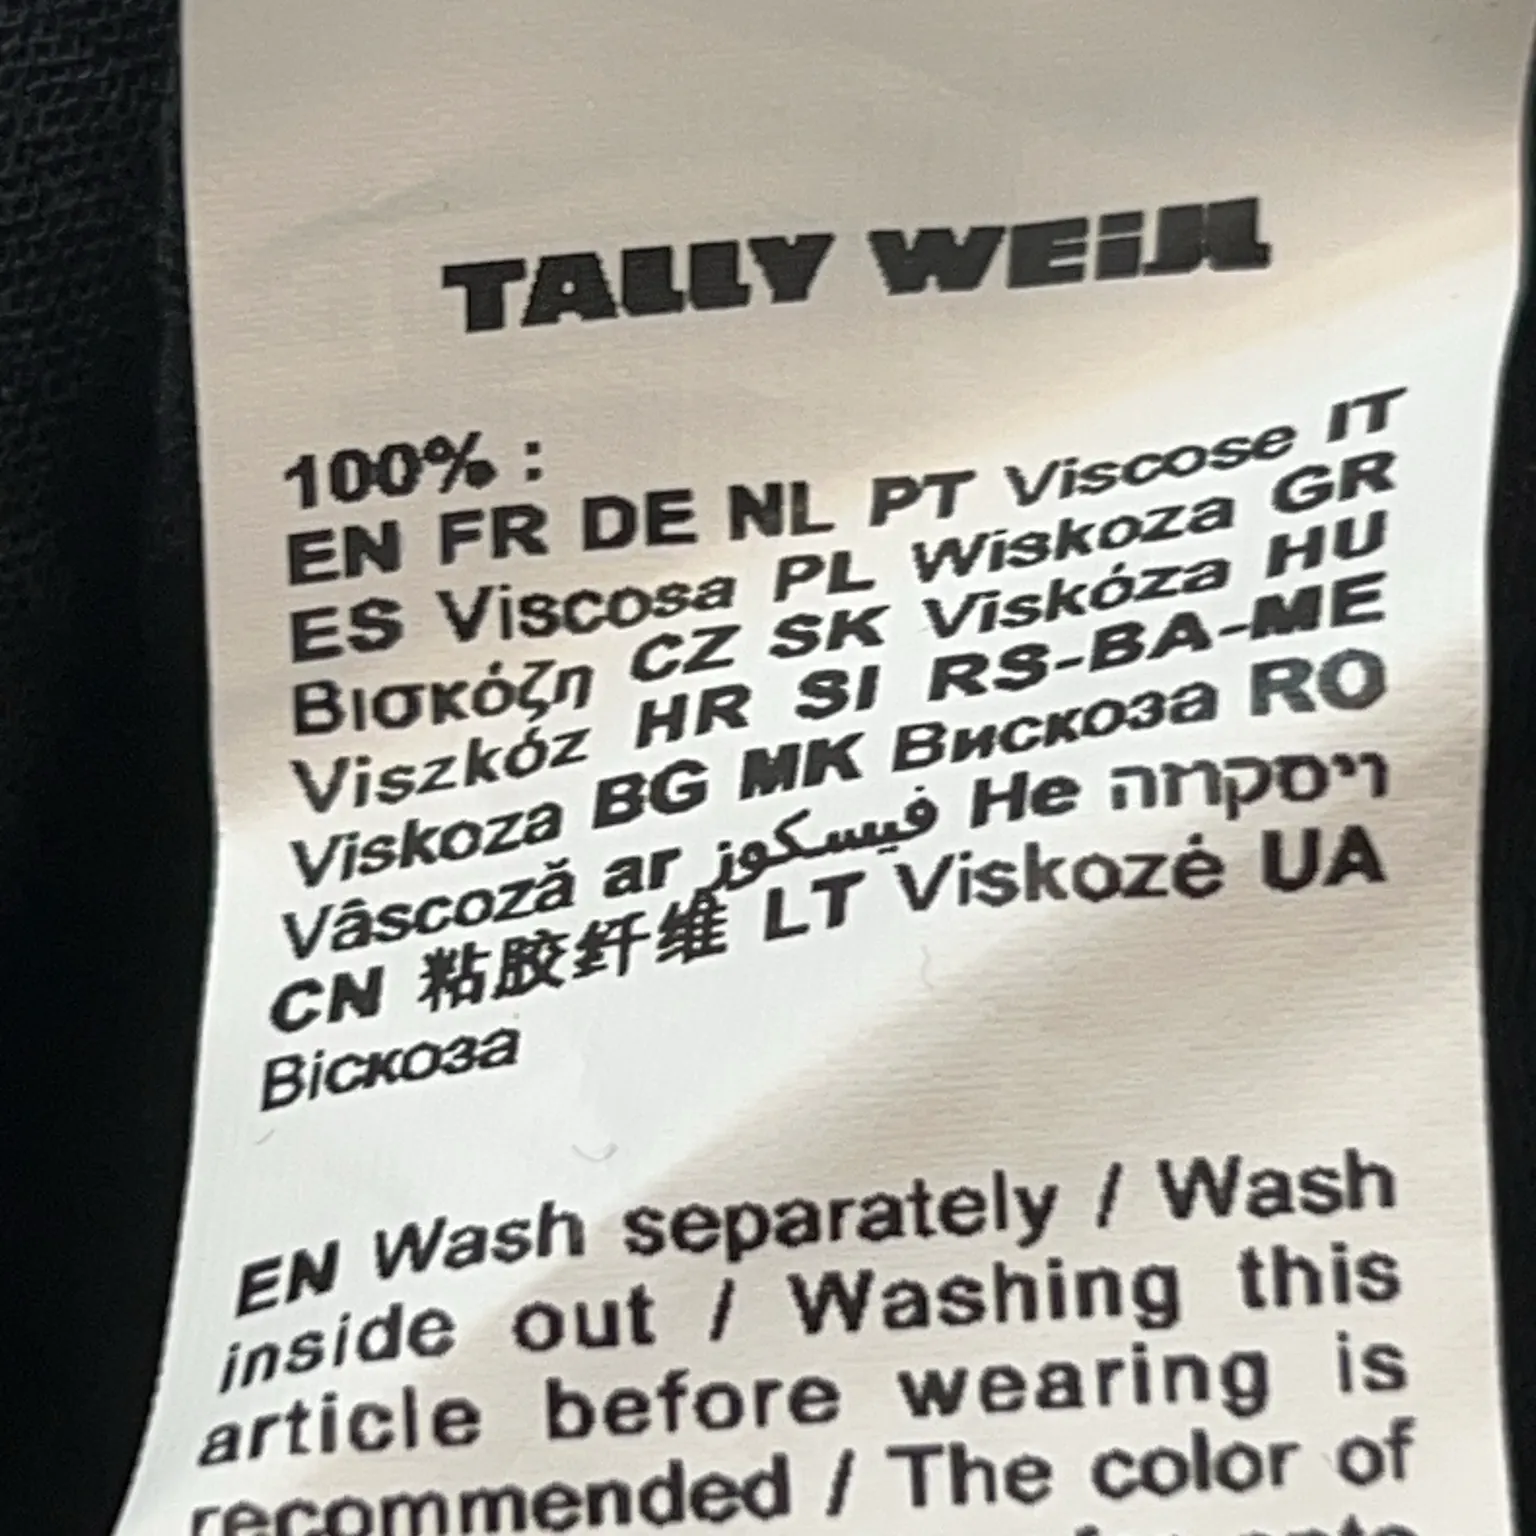 TALLY WEiJL
100% :
EN FR DE NL PT Viscose IT
ES Viscosa PL Wiskoza GR
Βισκόζη CZ SK Viskóza HU
Viszkóz HR SI RS-BA-ME
Viskoza BG MK Вискоза RO
Vâscoză ar فيسكوز He ויסקוזה
CN 粘胶纤维 LT Viskozė UA
Віскоза
EN Wash separately / Wash
inside out / Washing this
article before wearing is
recommended / The color of